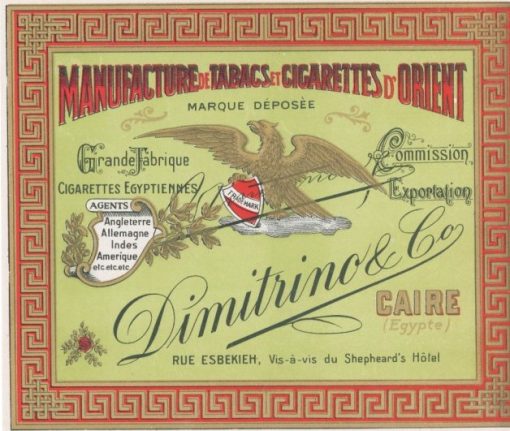 MANUFACTURE DE TABACS ET CIGARETTES D'ORIENT
MARQUE DÉPOSÈE
Grande Fabrique
CIGARETTES EGYPTIENNES
Commission
Exportation
TRADE MARK
AGENTS
Angleterre
Allemagne
Indes
Amerique
etc.etc.etc
Dimitrino & Co
CAIRE
(Egypte)
RUE ESBEKIEH, Vis-à-vis du Shepheard's Hôtel